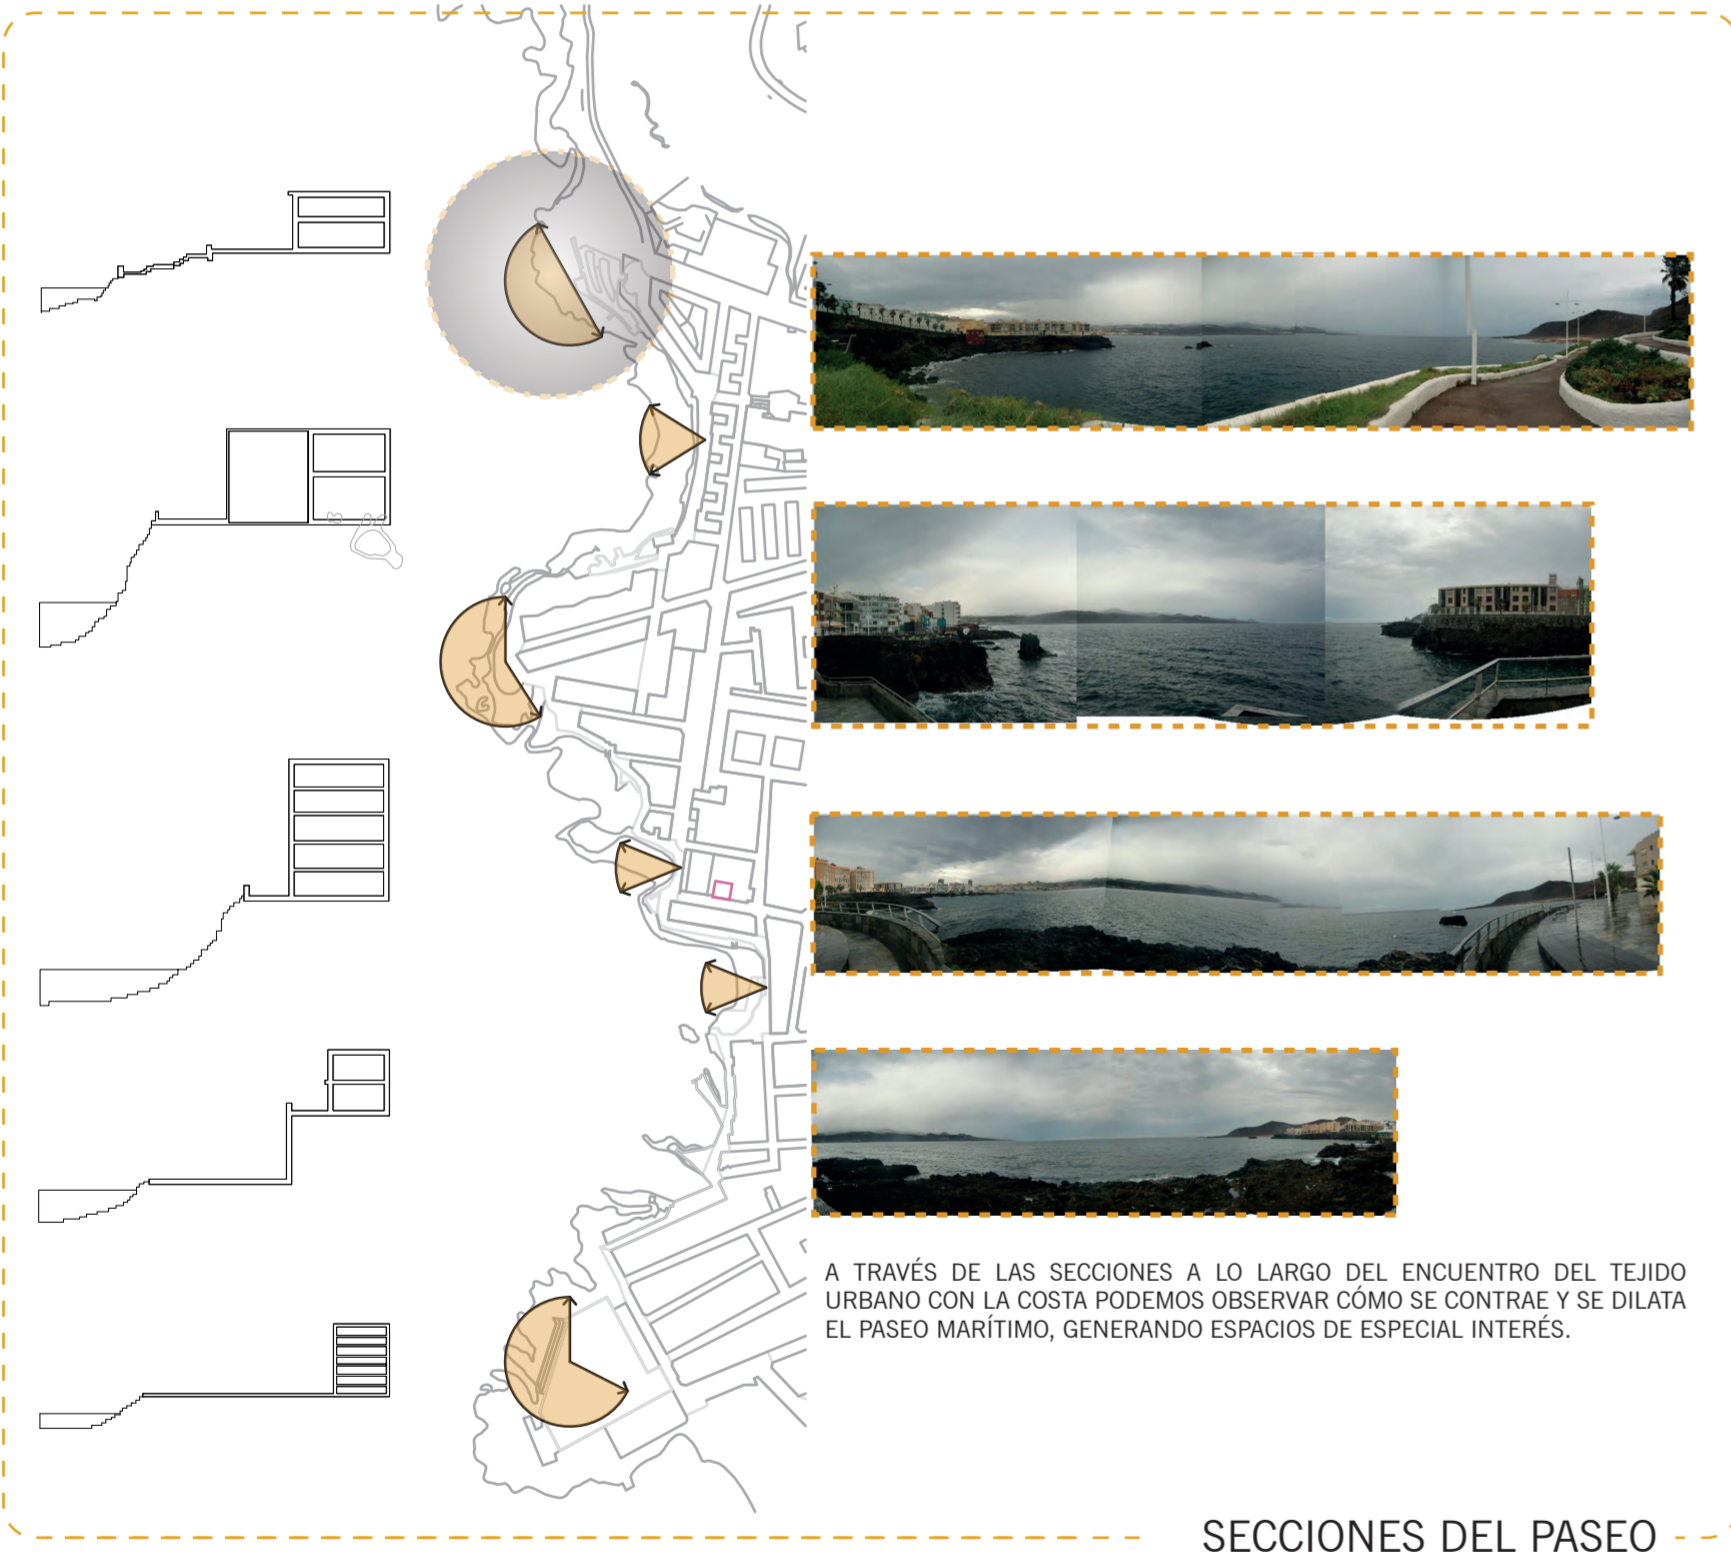 A TRAVÉS DE LAS SECCIONES A LO LARGO DEL ENCUENTRO DEL TEJIDO
URBANO CON LA COSTA PODEMOS OBSERVAR CÓMO SE CONTRAE Y SE DILATA
EL PASEO MARÍTIMO, GENERANDO ESPACIOS DE ESPECIAL INTERÉS.
SECCIONES DEL PASEO